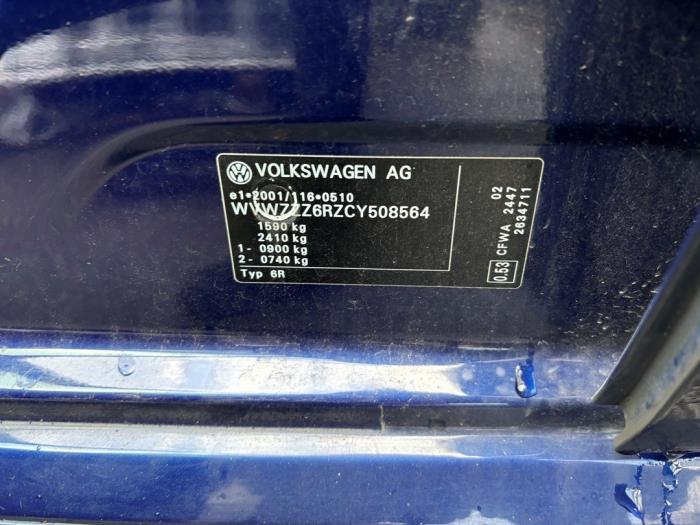 VOLKSWAGEN AG
e1*2001/116*0510
WVWZZZ6RZCY508564
1590 kg
2410 kg
1- 0900 kg
2- 0740 kg
Typ 6R
02
CFWA 2447
0.53 2634711